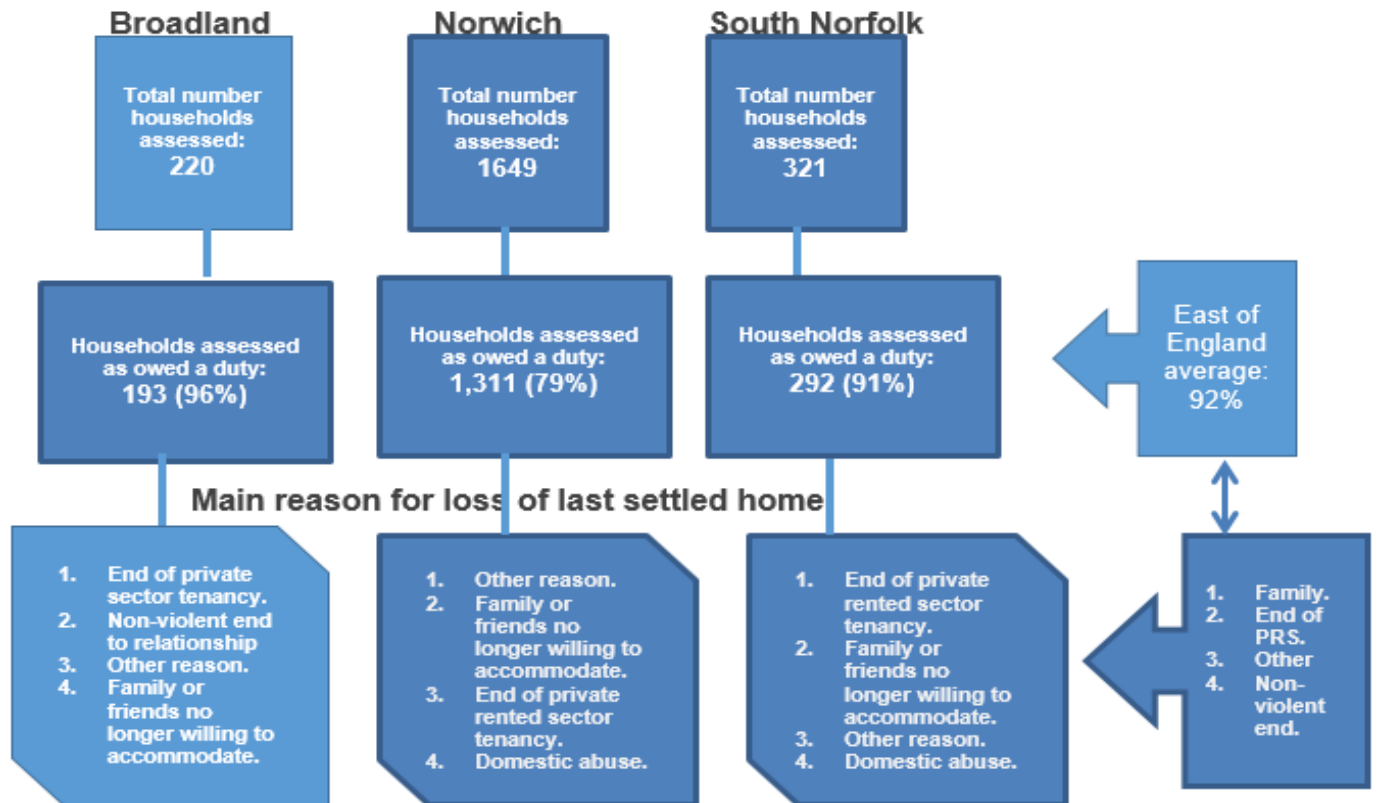 Broadland
Norwich
South Norfolk
Total number
households
assessed:
220
Total number
households
assessed:
1649
Total number
households
assessed:
321
Households assessed
as owed a duty:
193 (96%)
Households assessed
as owed a duty:
1,311 (79%)
Households assessed
as owed a duty:
292 (91%)
East of
England
average:
92%
Main reason for loss of last settled home
1. End of private
sector tenancy.
2. Non-violent end
to relationship
3. Other reason.
4. Family or
friends no
longer willing to
accommodate.
1. Other reason.
2. Family or
friends no
longer willing to
accommodate.
3. End of private
rented sector
tenancy.
4. Domestic abuse.
1. End of private
rented sector
tenancy.
2. Family or
friends no
longer willing to
accommodate.
3. Other reason.
4. Domestic abuse.
1. Family.
2. End of
PRS.
3. Other
4. Non-
violent
end.